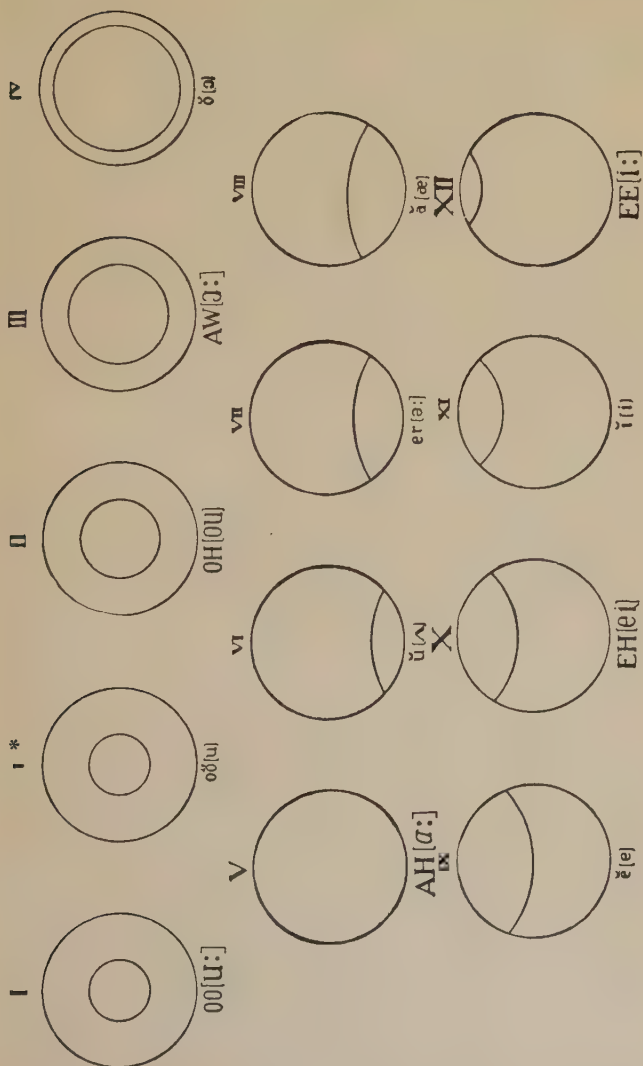 I I* II III IV
OO[u:] oŏ[u] OH[ou] AW[ɔ:] ŏ[ɔ]
V VI VII VIII
AH[a:] ŭ[ʌ] er[ə:] ă[æ]
IX X XI XII
ĕ[e] EH[ei] ĭ[i] EE[i:]